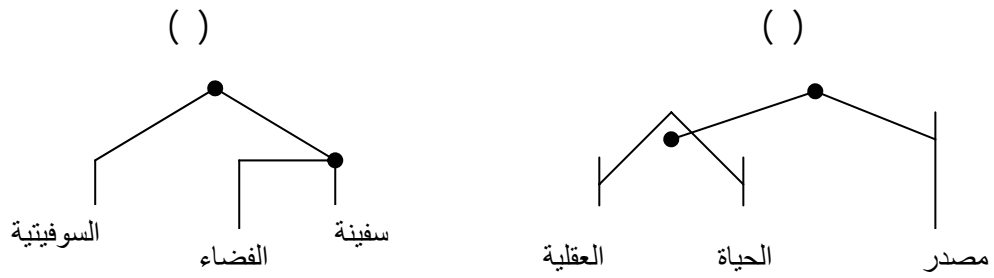 ( ) ( )
مصدر الحياة العقلية سفينة الفضاء السوفيتية